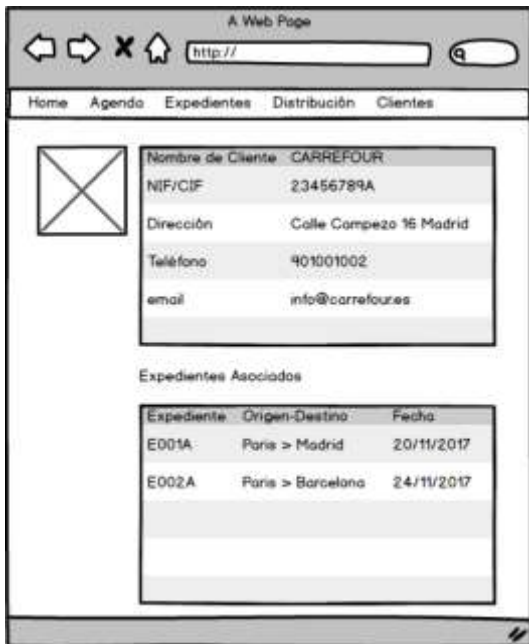 A Web Page
http://
Home Agenda Expedientes Distribución Clientes
Nombre de Cliente CARREFOUR
NIF/CIF 23456789A
Dirección Calle Campezo 16 Madrid
Teléfono 901001002
email info@carrefour.es
Expedientes Asociados
Expediente Origen-Destino Fecha
E001A Paris > Madrid 20/11/2017
E002A Paris > Barcelona 24/11/2017